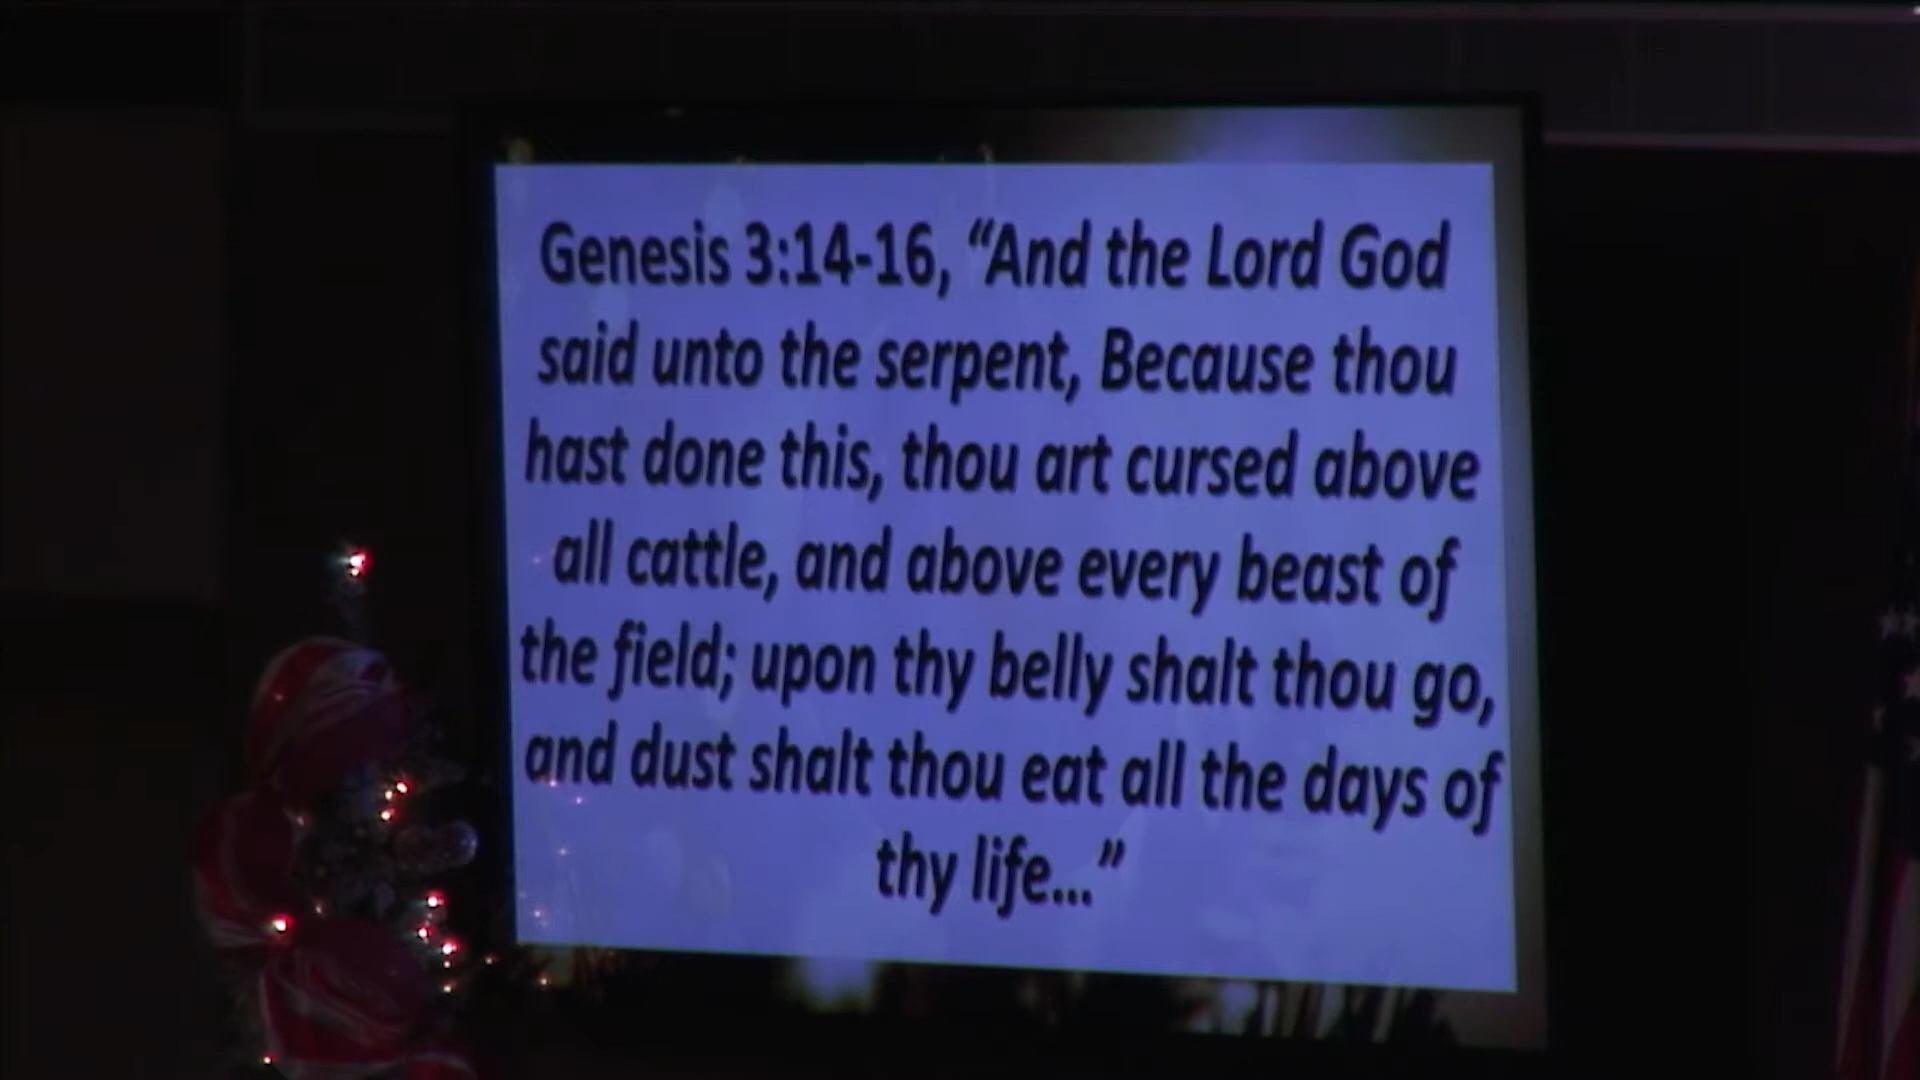 Genesis 3:14-16, “And the Lord God
said unto the serpent, Because thou
hast done this, thou art cursed above
all cattle, and above every beast of
the field; upon thy belly shalt thou go,
and dust shalt thou eat all the days of
thy life...”